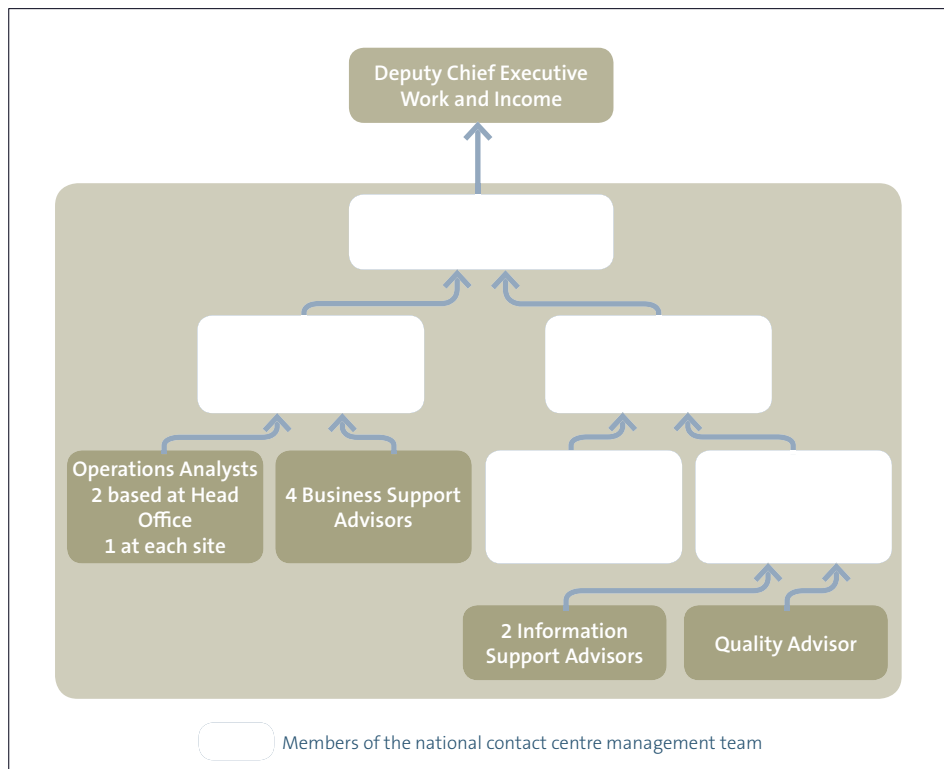 Deputy Chief Executive
Work and Income
Operations Analysts
2 based at Head
Office
1 at each site
4 Business Support
Advisors
2 Information
Support Advisors
Quality Advisor
Members of the national contact centre management team